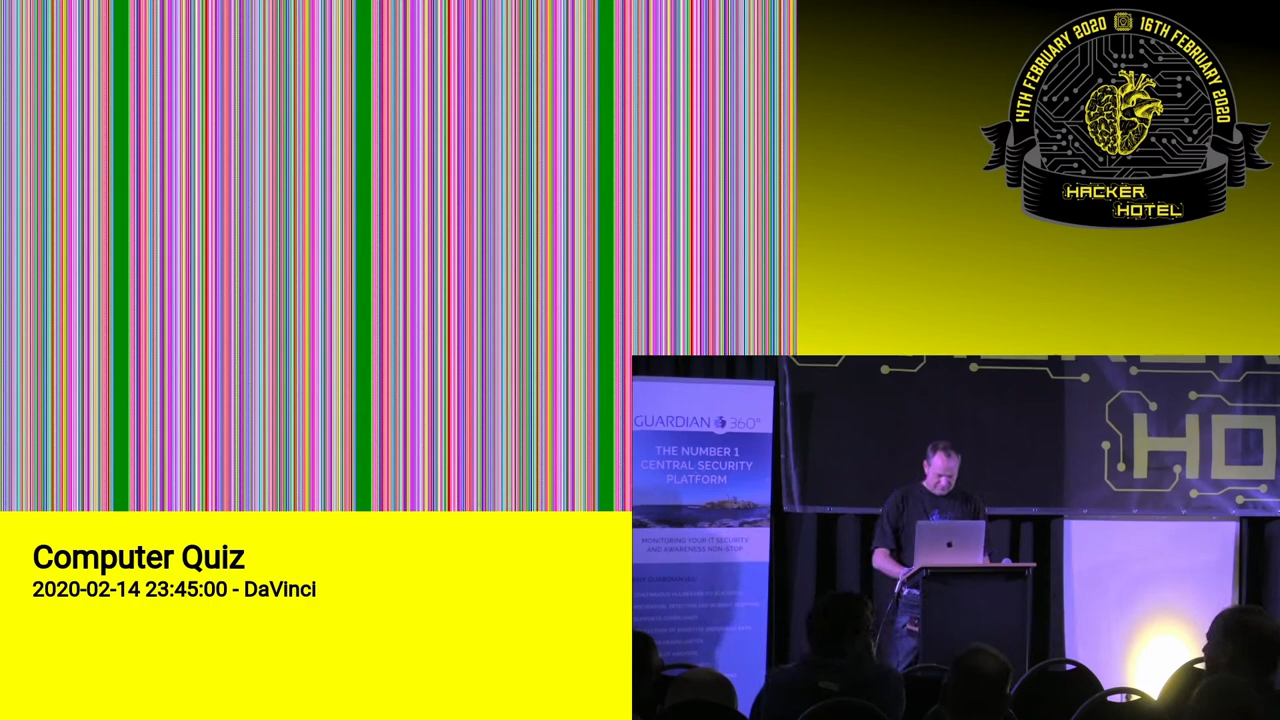 14TH FEBRUARY 2020
16TH FEBRUARY 2020
HACKER
HOTEL
GUARDIAN 360°
THE NUMBER 1
CENTRAL SECURITY
PLATFORM
MONITORING YOUR IT SECURITY
AND AWARENESS NON-STOP
HO
Computer Quiz
2020-02-14 23:45:00 - DaVinci